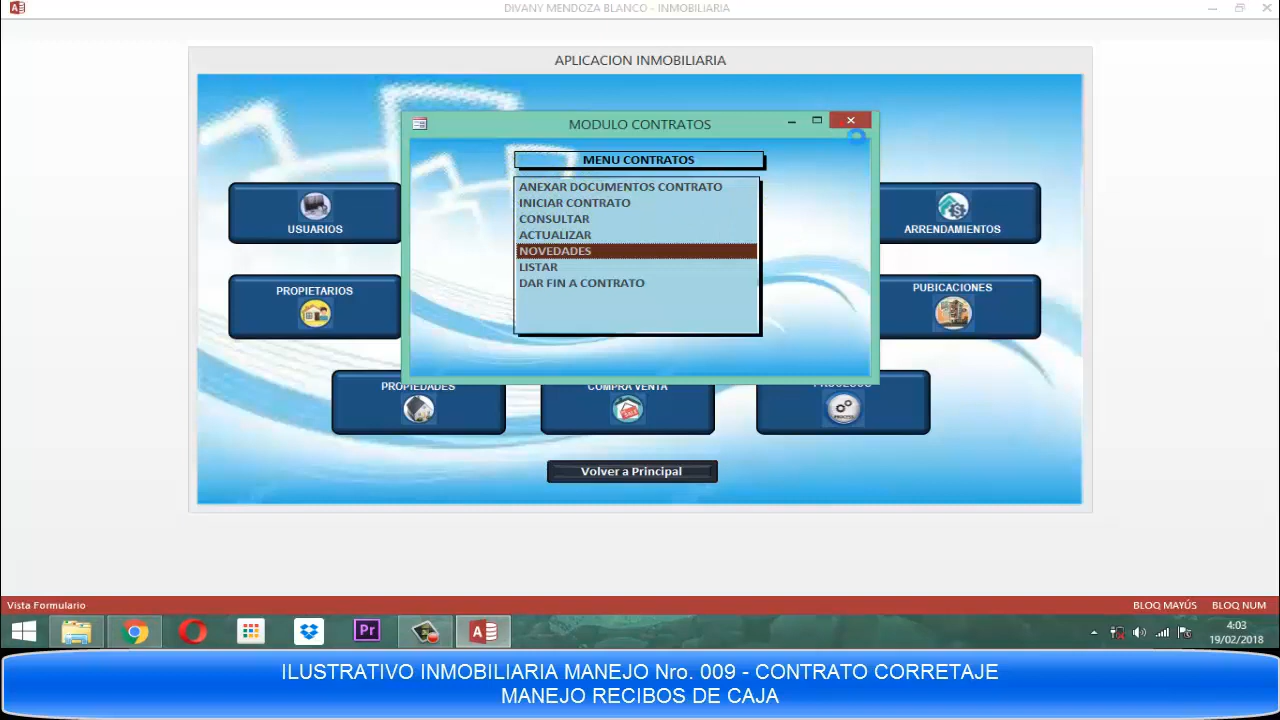 DIVANY MENDOZA BLANCO - INMOBILIARIA
APLICACION INMOBILIARIA
MODULO CONTRATOS
MENU CONTRATOS
ANEXAR DOCUMENTOS CONTRATO
INICIAR CONTRATO
CONSULTAR
ACTUALIZAR
NOVEDADES
LISTAR
DAR FIN A CONTRATO
USUARIOS
ARRENDAMIENTOS
PROPIETARIOS
PUBICACIONES
PROPIEDADES
COMPRA VENTA
Volver a Principal
Vista Formulario
BLOQ MAYÚS BLOQ NUM
Pr
4:03
19/02/2018
ILUSTRATIVO INMOBILIARIA MANEJO Nro. 009 - CONTRATO CORRETAJE
MANEJO RECIBOS DE CAJA